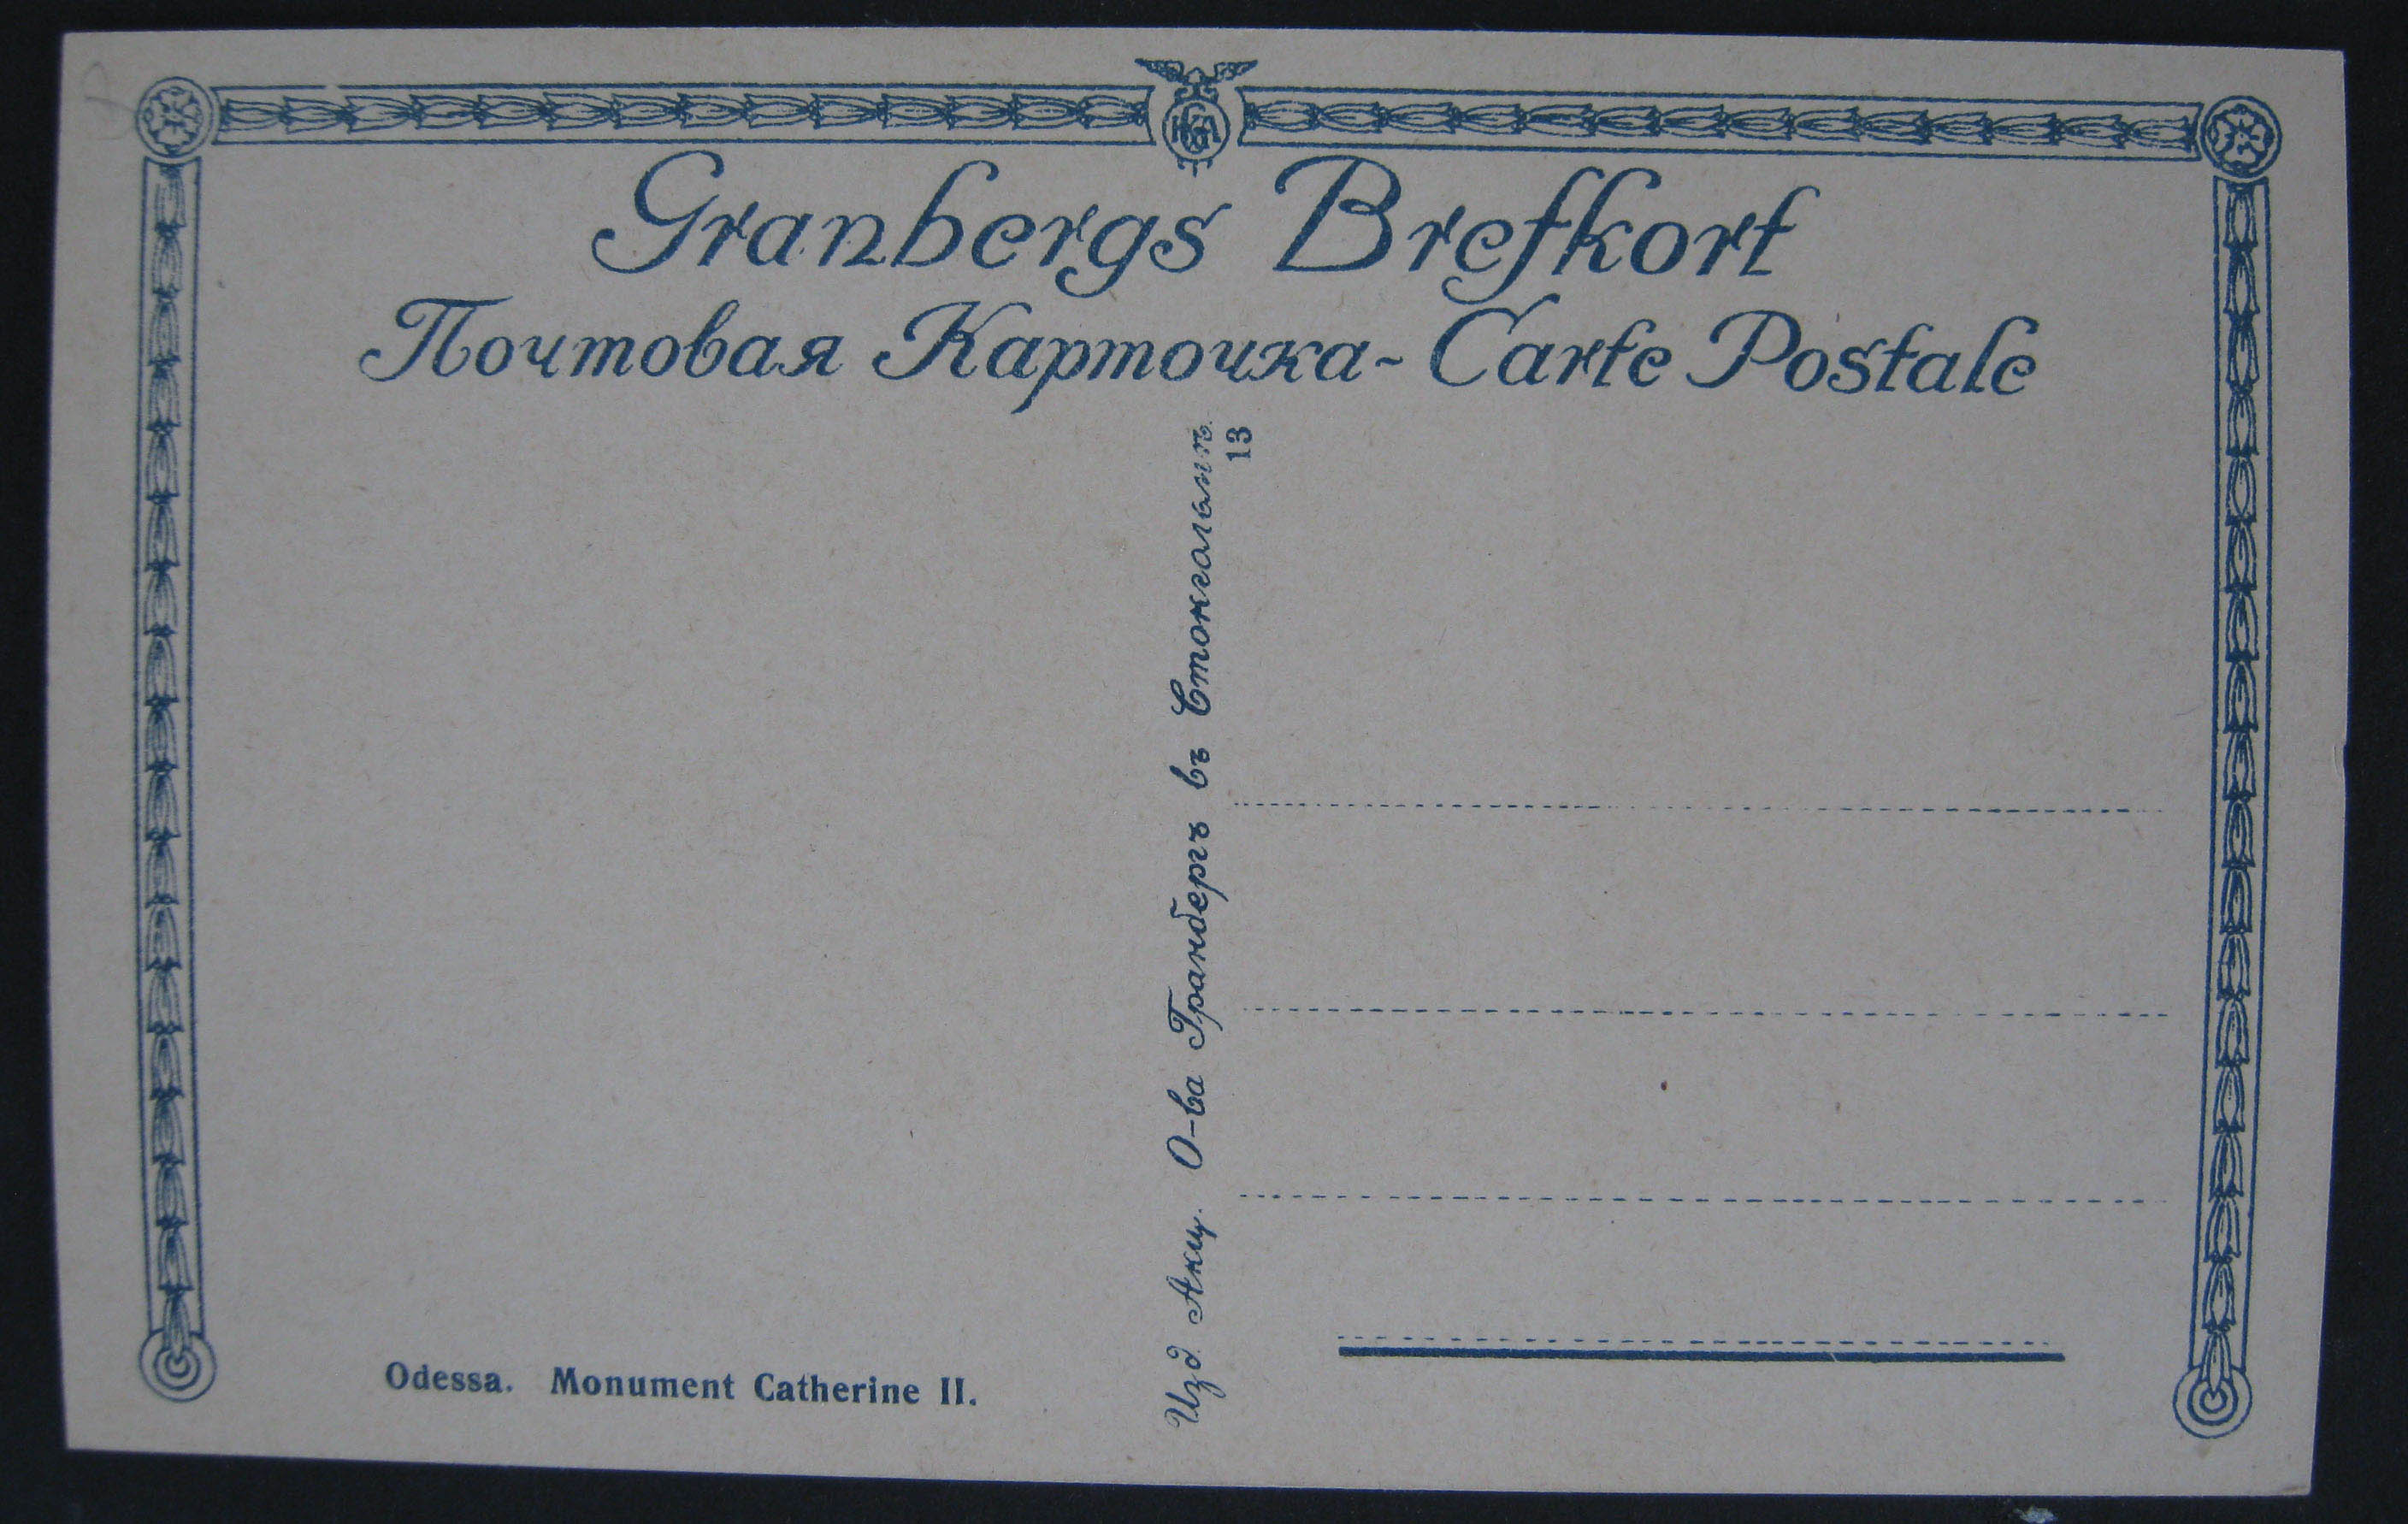 Granbergs Brefkort
Почтовая Карточка - Carte Postale
Изд. Акц. О-ва Гранбергъ въ Стокгольмѣ.
13
Odessa. Monument Catherine II.